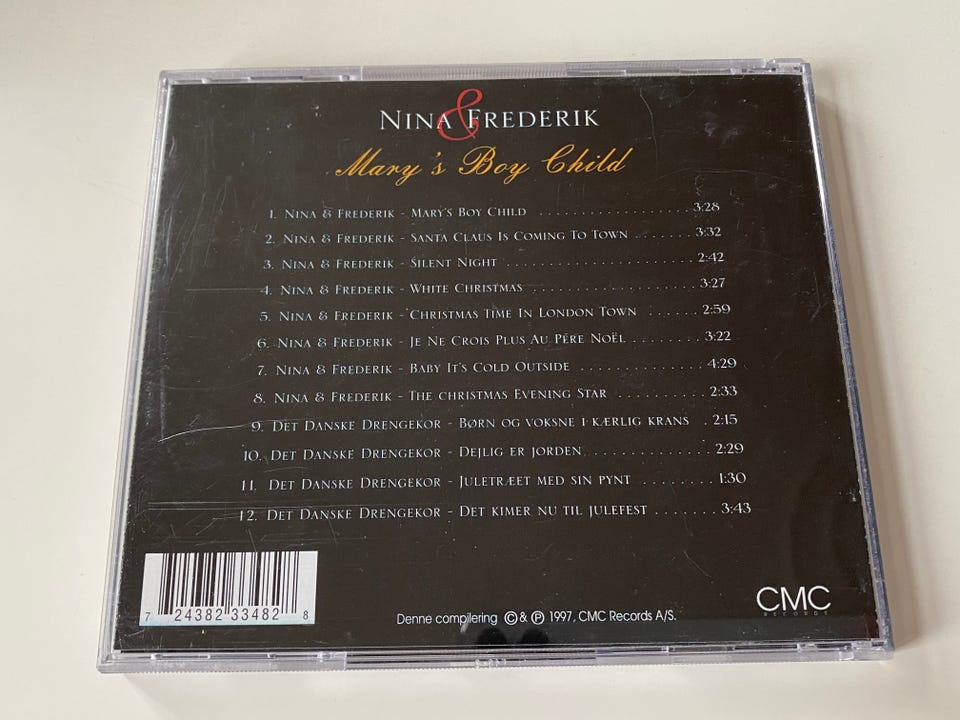 Nina & Frederik
Mary's Boy Child
1. Nina & Frederik - Mary's Boy Child 3:28
2. Nina & Frederik - Santa Claus Is Coming To Town 3:32
3. Nina & Frederik - Silent Night 2:42
4. Nina & Frederik - White Christmas 3:27
5. Nina & Frederik - Christmas Time In London Town 2:59
6. Nina & Frederik - Je Ne Crois Plus Au Pére Noël 3:22
7. Nina & Frederik - Baby It's Cold Outside 4:29
8. Nina & Frederik - The christmas Evening Star 2:33
9. Det Danske Drengekor - Børn og voksne i kærlig krans 2:15
10. Det Danske Drengekor - Dejlig er jorden 2:29
11. Det Danske Drengekor - Juletræet med sin pynt 1:30
12. Det Danske Drengekor - Det kimer nu til julefest 3:43
7 24382 33482 8
Denne compilering © & ℗ 1997, CMC Records A/S.
CMC
RECORDS